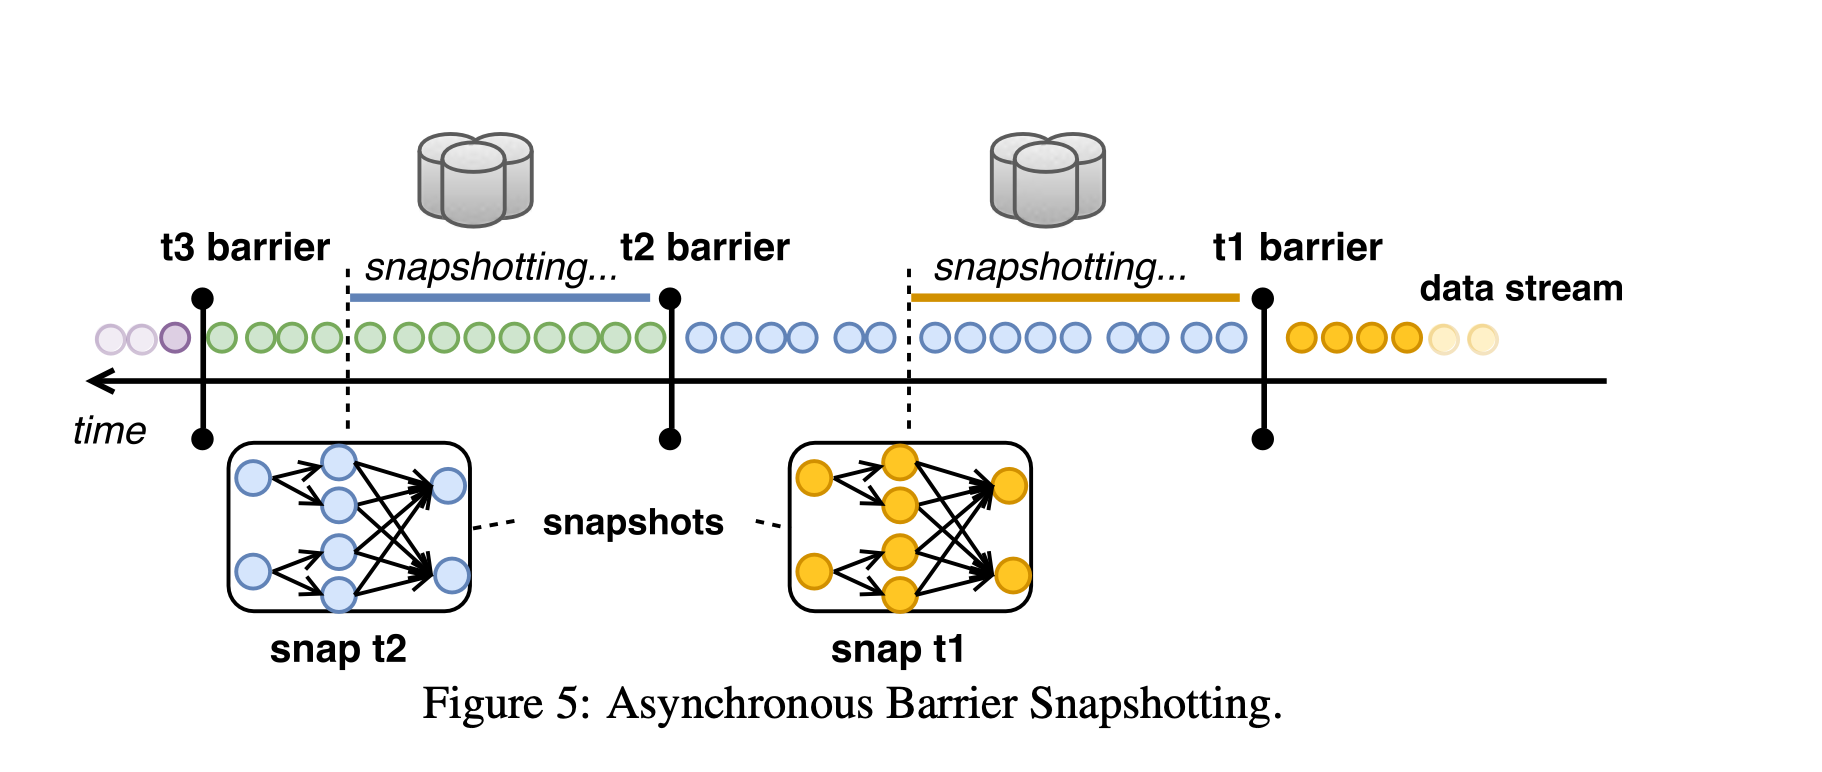 t3 barrier
snapshotting...
t2 barrier
snapshotting...
t1 barrier
data stream
time
snapshots
snap t2
snap t1
Figure 5: Asynchronous Barrier Snapshotting.